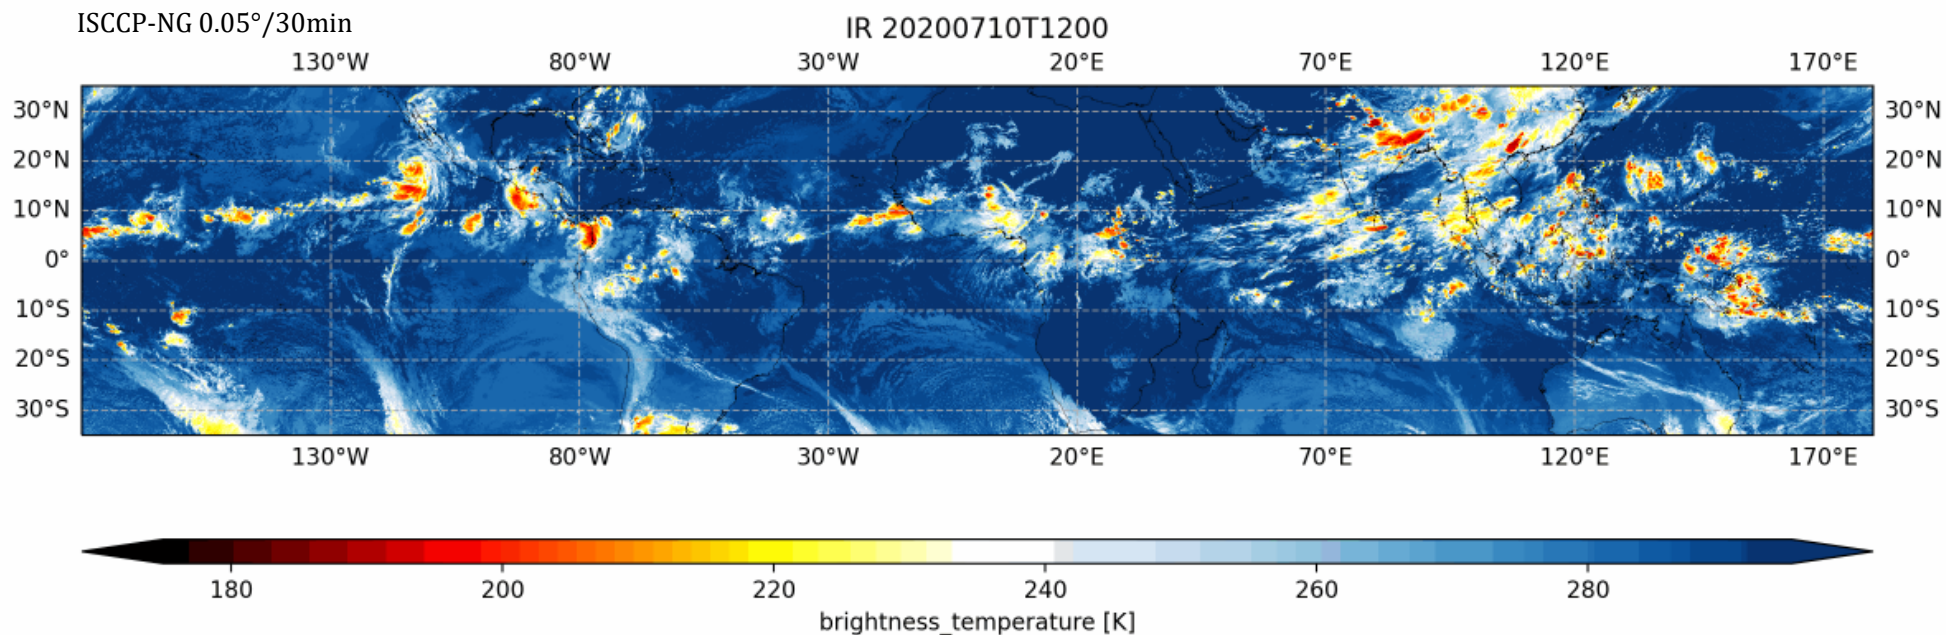 ISCCP-NG 0.05°/30min
IR 20200710T1200
130°W 80°W 30°W 20°E 70°E 120°E 170°E
30°N 30°N
20°N 20°N
10°N 10°N
0° 0°
10°S 10°S
20°S 20°S
30°S 30°S
130°W 80°W 30°W 20°E 70°E 120°E 170°E
180 200 220 240 260 280
brightness_temperature [K]